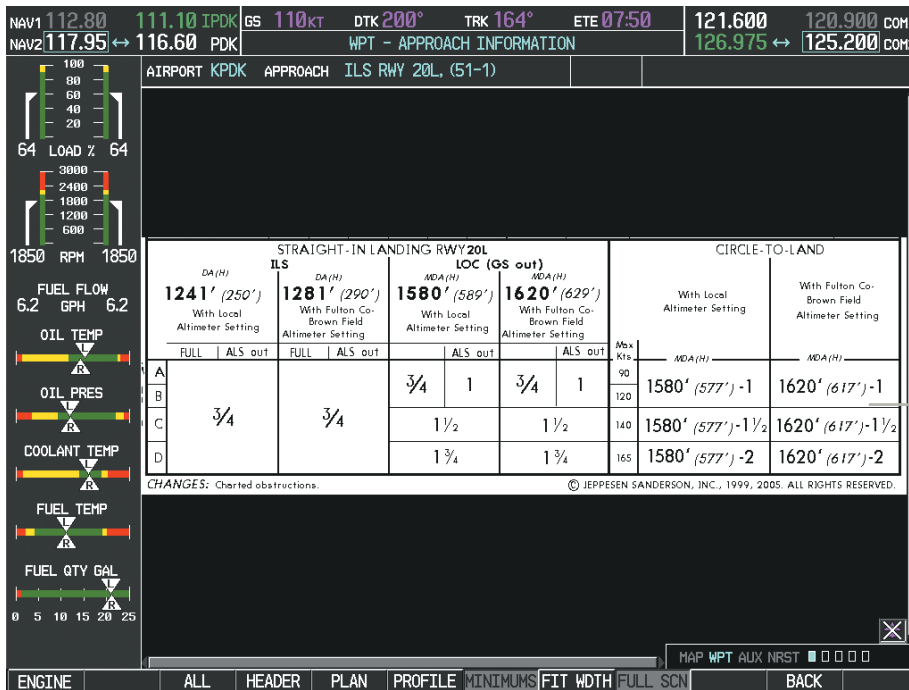 NAV1 112.80 111.10 IPDK GS 110KT DTK 200° TRK 164° ETE 07:50 121.600 120.900 COM
NAV2 117.95 ↔ 116.60 PDK WPT - APPROACH INFORMATION 126.975 ↔ 125.200 COM
AIRPORT KPDK APPROACH ILS RWY 20L, (51-1)
100
80
60
40
20
64 LOAD % 64
3000
2400
1800
1200
600
1850 RPM 1850
FUEL FLOW
6.2 GPH 6.2
OIL TEMP
L
R
OIL PRES
L
R
COOLANT TEMP
L
R
FUEL TEMP
L
R
FUEL QTY GAL
L
R
0 5 10 15 20 25
STRAIGHT-IN LANDING RWY 20L CIRCLE-TO-LAND
ILS LOC (GS out)
DA(H) DA(H) MDA(H) MDA(H)
1241' (250') 1281' (290') 1580' (589') 1620' (629')
With Local Altimeter Setting
With Fulton Co-Brown Field Altimeter Setting
With Local Altimeter Setting
With Fulton Co-Brown Field Altimeter Setting
With Local Altimeter Setting
With Fulton Co-Brown Field Altimeter Setting
FULL ALS out FULL ALS out ALS out ALS out
Max Kts. MDA(H) MDA(H)
A 90
B 3/4 1 3/4 1 120 1580' (577') -1 1620' (617') -1
C 3/4 3/4 1 1/2 1 1/2 140 1580' (577') -1 1/2 1620' (617') -1 1/2
D 1 3/4 1 3/4 165 1580' (577') -2 1620' (617') -2
CHANGES: Charted obstructions. © JEPPESEN SANDERSON, INC., 1999, 2005. ALL RIGHTS RESERVED.
MAP WPT AUX NRST
ENGINE ALL HEADER PLAN PROFILE MINIMUMS FIT WDTH FULL SCN BACK